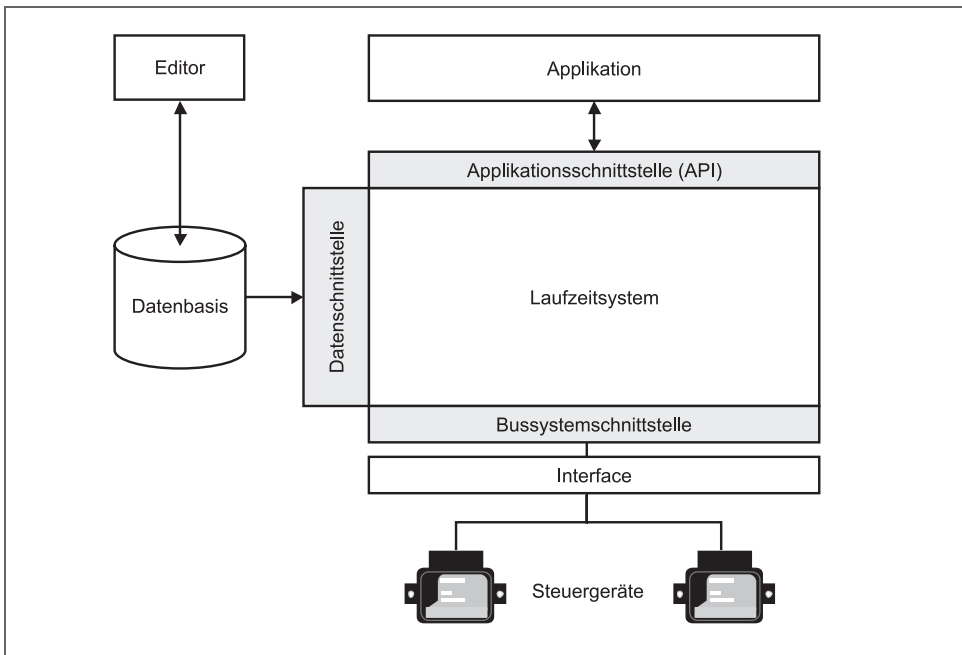 Editor
Applikation
Applikationsschnittstelle (API)
Datenschnittstelle
Datenbasis
Laufzeitsystem
Bussystemschnittstelle
Interface
Steuergeräte